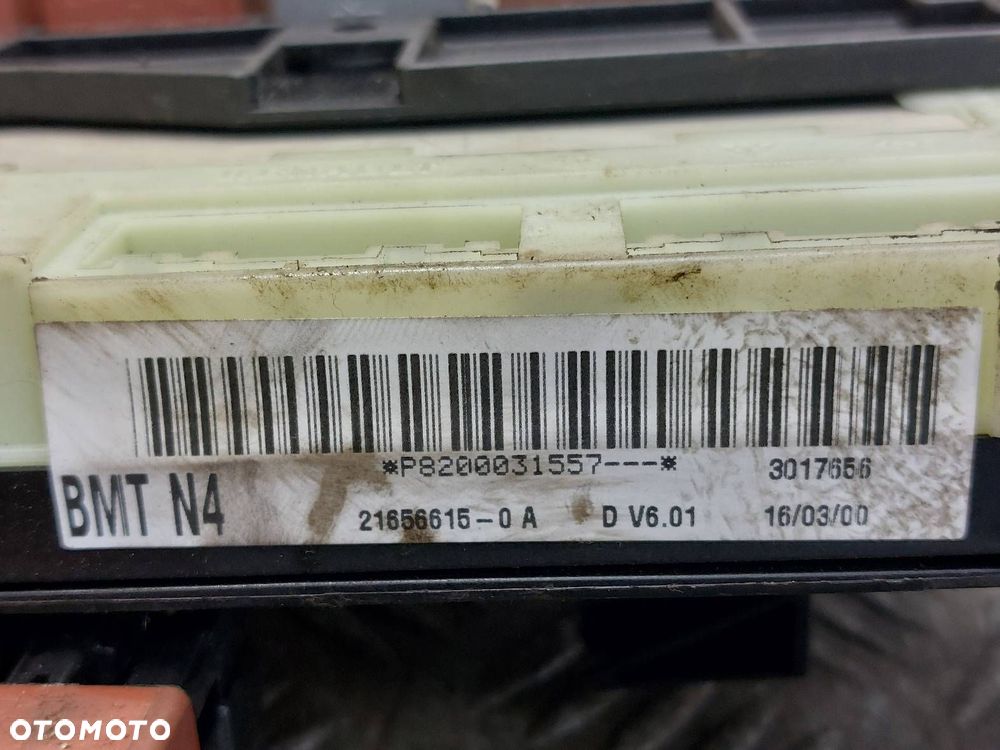 *P8200031557---*
3017656
BMT N4
21656615-0 A D V6.01 16/03/00
OTOMOTO